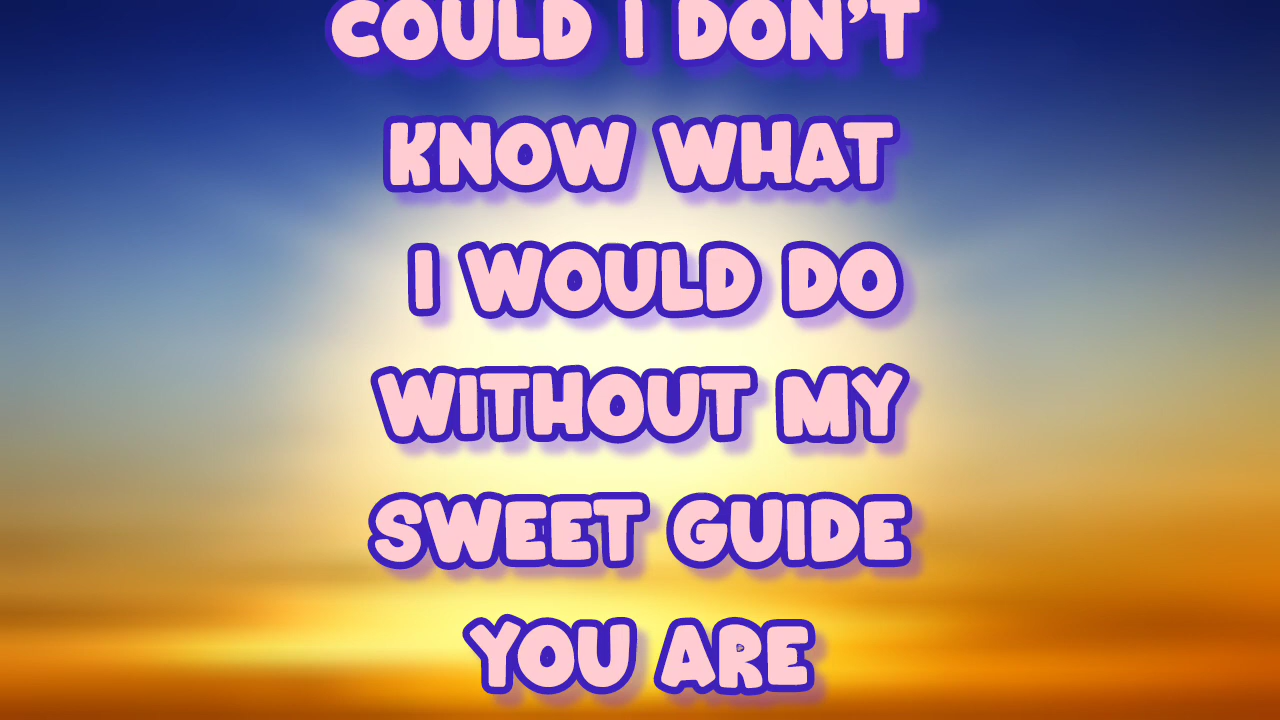 COULD I DON'T
KNOW WHAT
I WOULD DO
WITHOUT MY
SWEET GUIDE
YOU ARE